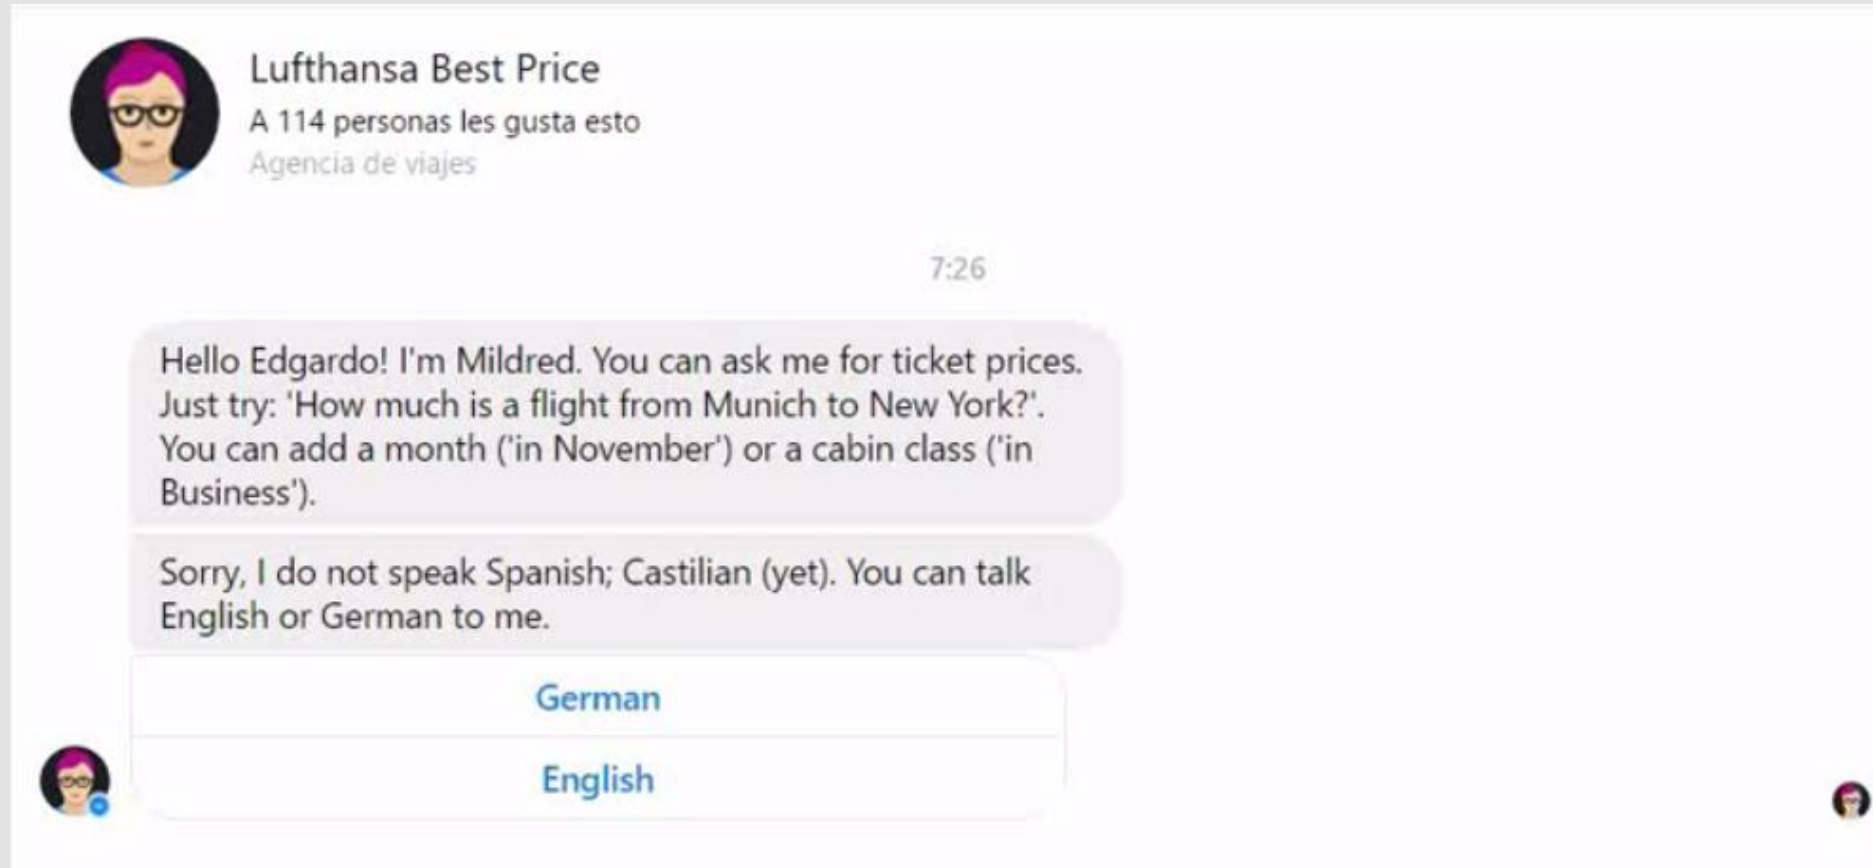 Lufthansa Best Price
A 114 personas les gusta esto
Agencia de viajes
7:26
Hello Edgardo! I'm Mildred. You can ask me for ticket prices.
Just try: 'How much is a flight from Munich to New York?'.
You can add a month ('in November') or a cabin class ('in
Business').
Sorry, I do not speak Spanish; Castilian (yet). You can talk
English or German to me.
German
English